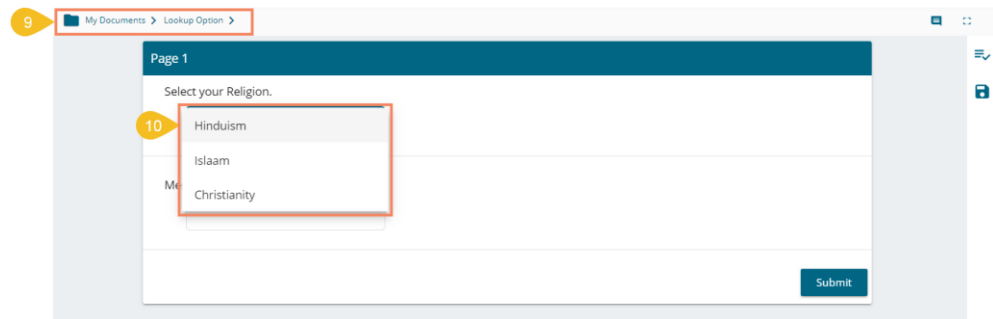 9
My Documents > Lookup Option >
Page 1
Select your Religion.
10
Hinduism
Islaam
Me
Christianity
Submit